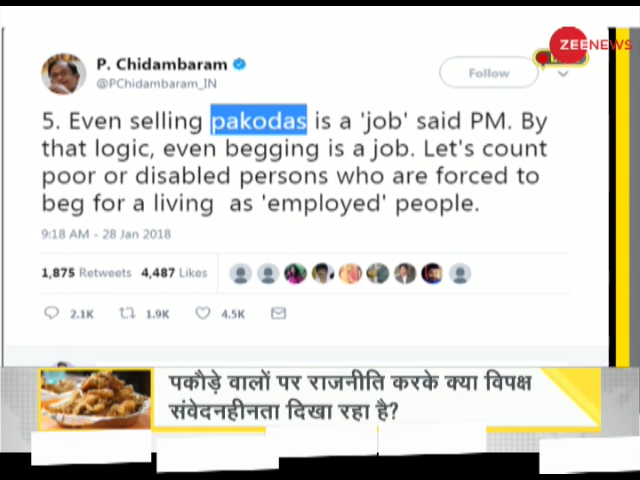 P. Chidambaram
ZEENEWS
@PChidambaram_IN
Follow
5. Even selling pakodas is a 'job' said PM. By
that logic, even begging is a job. Let's count
poor or disabled persons who are forced to
beg for a living as 'employed' people.
9:18 AM - 28 Jan 2018
1,875 Retweets 4,487 Likes
2.1K 1.9K 4.5K
पकौड़े वालों पर राजनीति करके क्या विपक्ष
संवेदनहीनता दिखा रहा है?